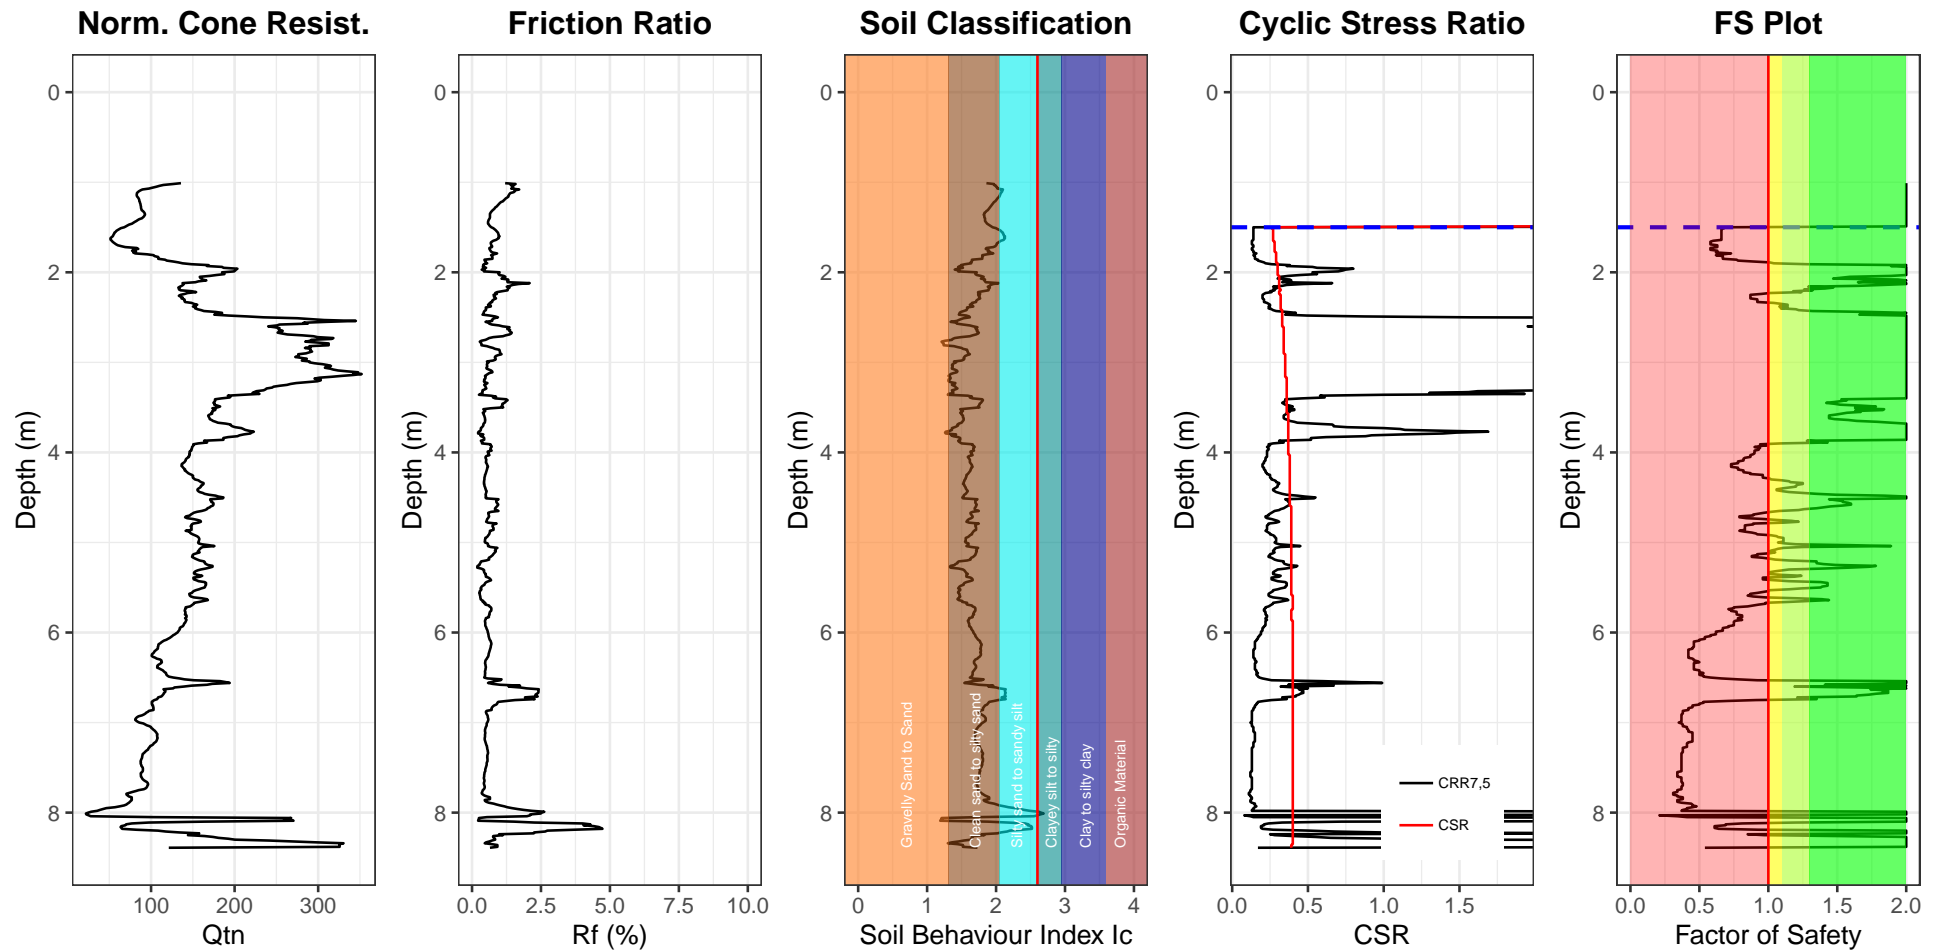 Norm. Cone Resist.
Friction Ratio
Soil Classification
Cyclic Stress Ratio
FS Plot
Depth (m)
0
2
4
6
8
100
200
300
Qtn
Depth (m)
0
2
4
6
8
0.0
2.5
5.0
7.5
10.0
Rf (%)
Depth (m)
0
2
4
6
8
Gravelly Sand to Sand
Clean sand to silty sand
Silty sand to sandy silt
Clayey silt to silty
Clay to silty clay
Organic Material
0
1
2
3
4
Soil Behaviour Index Ic
Depth (m)
0
2
4
6
8
CRR7,5
CSR
0.0
0.5
1.0
1.5
CSR
Depth (m)
0
2
4
6
8
0.0
0.5
1.0
1.5
2.0
Factor of Safety